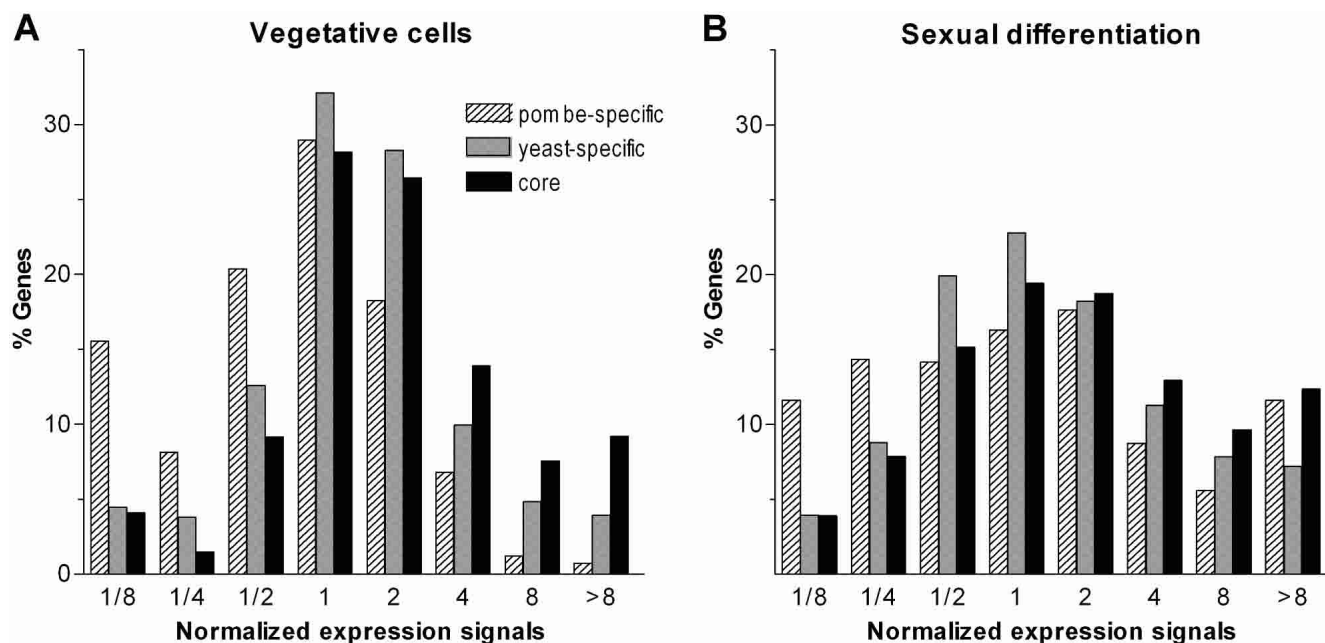 A
Vegetative cells
30
20
10
0
% Genes
pombe-specific
yeast-specific
core
1/8 1/4 1/2 1 2 4 8 >8
Normalized expression signals
B
Sexual differentiation
30
20
10
% Genes
1/8 1/4 1/2 1 2 4 8 >8
Normalized expression signals